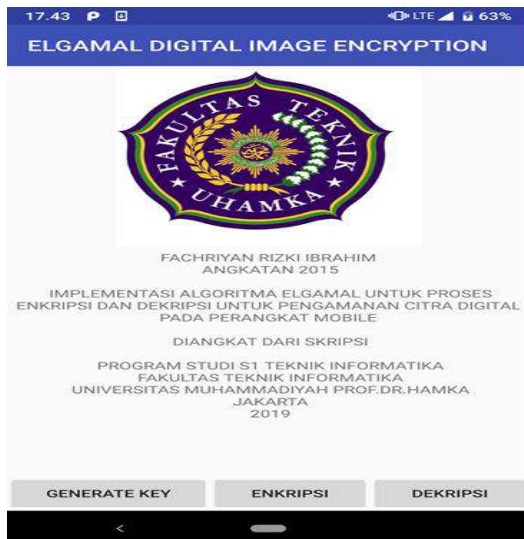 17.43 P LTE 63%
ELGAMAL DIGITAL IMAGE ENCRYPTION
FAKULTAS TEKNIK
UHAMKA
FACHRIYAN RIZKI IBRAHIM
ANGKATAN 2015
IMPLEMENTASI ALGORITMA ELGAMAL UNTUK PROSES
ENKRIPSI DAN DEKRIPSI UNTUK PENGAMANAN CITRA DIGITAL
PADA PERANGKAT MOBILE
DIANGKAT DARI SKRIPSI
PROGRAM STUDI S1 TEKNIK INFORMATIKA
FAKULTAS TEKNIK INFORMATIKA
UNIVERSITAS MUHAMMADIYAH PROF.DR.HAMKA
JAKARTA
2019
GENERATE KEY ENKRIPSI DEKRIPSI